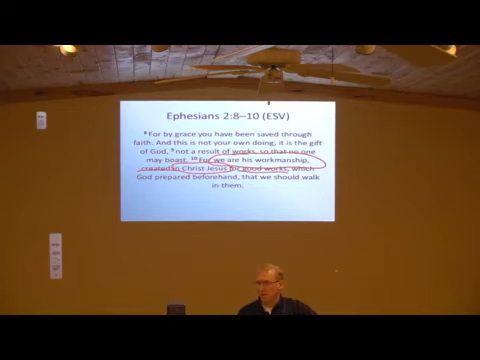 Ephesians 2:8–10 (ESV)
8 For by grace you have been saved through
faith. And this is not your own doing; it is the gift
of God, 9 not a result of works, so that no one
may boast. 10 For we are his workmanship,
created in Christ Jesus for good works, which
God prepared beforehand, that we should walk
in them.